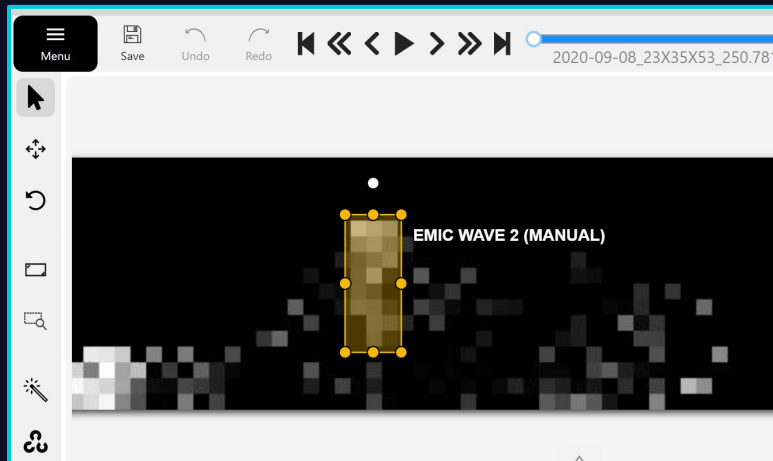 Menu
Save
Undo
Redo
2020-09-08_23X35X53_250.781
EMIC WAVE 2 (MANUAL)